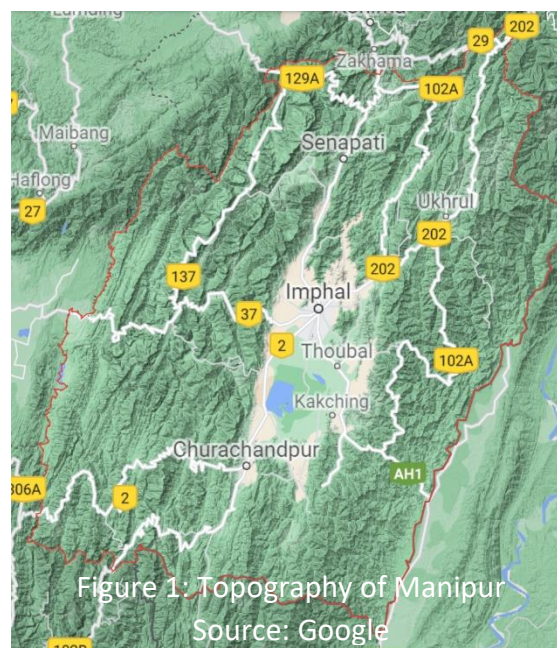 Lumding
202
29
Zakhama
129A
102A
Maibang
Senapati
Haflong
27
Ukhrul
202
202
137
Imphal
37
2
Thoubal
102A
Kakching
Churachandpur
AH1
306A
2
Figure 1: Topography of Manipur
Source: Google